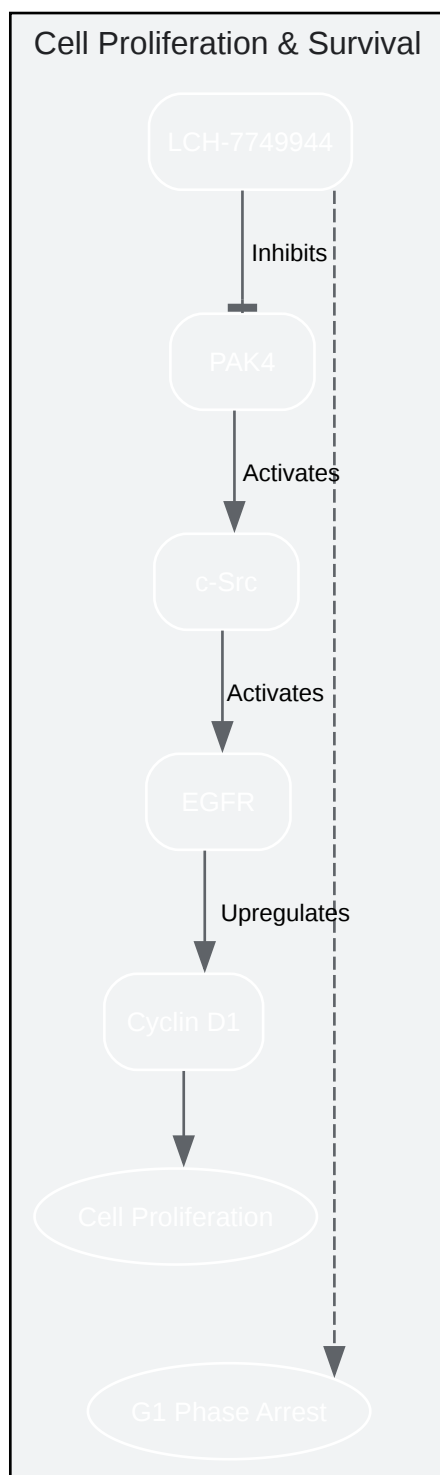 Cell Proliferation & Survival
LCH-7749944
Inhibits
PAK4
Activates
c-Src
Activates
EGFR
Upregulates
Cyclin D1
Cell Proliferation
G1 Phase Arrest